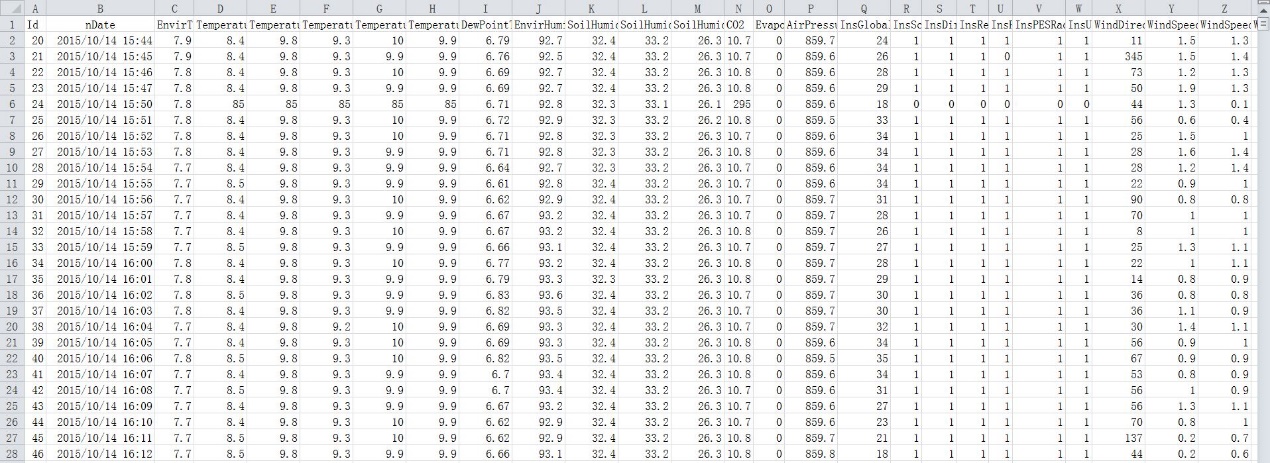 A B C D E F G H I J K L M N O P Q R S T U V W X Y Z
1 Id nDate EnvirT Temperatu Temperatu Temperatu Temperatu Temperatu DewPoint EnvirHum SoilHumid SoilHumid SoilHumid CO2 Evapo AirPressu InsGloba InsSc InsDi InsRe InsPESRa InsU WindDirec WindSpeed WindSpeed
2 20 2015/10/14 15:44 7.9 8.4 9.8 9.3 10 9.9 6.79 92.7 32.4 33.2 26.3 10.7 0 859.7 24 1 1 1 1 1 1 11 1.5 1.3
3 21 2015/10/14 15:45 7.9 8.4 9.8 9.3 9.9 9.9 6.76 92.5 32.4 33.2 26.3 10.7 0 859.6 26 1 1 1 0 1 1 345 1.5 1.4
4 22 2015/10/14 15:46 7.8 8.4 9.8 9.3 10 9.9 6.69 92.7 32.4 33.2 26.3 10.8 0 859.6 28 1 1 1 1 1 1 73 1.2 1.3
5 23 2015/10/14 15:47 7.8 8.4 9.8 9.3 9.9 9.9 6.69 92.7 32.4 33.2 26.3 10.8 0 859.6 29 1 1 1 1 1 1 50 1.9 1.3
6 24 2015/10/14 15:50 7.8 85 85 85 85 85 6.71 92.8 32.3 33.1 26.1 295 0 859.6 18 0 0 0 0 0 0 44 1.3 0.1
7 25 2015/10/14 15:51 7.8 8.4 9.8 9.3 10 9.9 6.72 92.9 32.3 33.2 26.2 10.8 0 859.5 33 1 1 1 1 1 1 56 0.6 0.4
8 26 2015/10/14 15:52 7.8 8.4 9.8 9.3 10 9.9 6.71 92.8 32.3 33.2 26.3 10.7 0 859.6 34 1 1 1 1 1 1 25 1.5 1
9 27 2015/10/14 15:53 7.8 8.4 9.8 9.3 9.9 9.9 6.71 92.8 32.3 33.2 26.3 10.8 0 859.6 34 1 1 1 1 1 1 28 1.6 1.4
10 28 2015/10/14 15:54 7.7 8.4 9.8 9.3 9.9 9.9 6.64 92.7 32.3 33.2 26.3 10.8 0 859.6 34 1 1 1 1 1 1 28 1.2 1.4
11 29 2015/10/14 15:55 7.7 8.5 9.8 9.3 9.9 9.9 6.61 92.8 32.4 33.2 26.3 10.7 0 859.6 34 1 1 1 1 1 1 22 0.9 1
12 30 2015/10/14 15:56 7.7 8.4 9.8 9.3 10 9.9 6.62 92.9 32.4 33.2 26.3 10.7 0 859.6 31 1 1 1 1 1 1 90 0.8 0.8
13 31 2015/10/14 15:57 7.7 8.4 9.8 9.3 9.9 9.9 6.67 93.2 32.4 33.2 26.3 10.7 0 859.6 28 1 1 1 1 1 1 70 1 1
14 32 2015/10/14 15:58 7.7 8.4 9.8 9.3 10 9.9 6.67 93.2 32.4 33.2 26.3 10.8 0 859.6 26 1 1 1 1 1 1 8 1 1
15 33 2015/10/14 15:59 7.7 8.5 9.8 9.3 9.9 9.9 6.66 93.1 32.4 33.2 26.3 10.7 0 859.6 27 1 1 1 1 1 1 25 1.3 1.1
16 34 2015/10/14 16:00 7.8 8.4 9.8 9.3 10 9.9 6.77 93.2 32.4 33.2 26.3 10.8 0 859.7 28 1 1 1 1 1 1 22 1 1.1
17 35 2015/10/14 16:01 7.8 8.4 9.8 9.3 9.9 9.9 6.79 93.3 32.3 33.2 26.3 10.8 0 859.7 29 1 1 1 1 1 1 14 0.8 0.9
18 36 2015/10/14 16:02 7.8 8.5 9.8 9.3 9.9 9.9 6.83 93.6 32.4 33.2 26.3 10.7 0 859.7 30 1 1 1 1 1 1 36 0.8 0.8
19 37 2015/10/14 16:03 7.8 8.4 9.8 9.3 9.9 9.9 6.82 93.5 32.4 33.2 26.3 10.7 0 859.6 30 1 1 1 1 1 1 36 1.1 0.9
20 38 2015/10/14 16:04 7.7 8.4 9.8 9.2 10 9.9 6.69 93.3 32.4 33.2 26.3 10.7 0 859.7 32 1 1 1 1 1 1 30 1.4 1.1
21 39 2015/10/14 16:05 7.7 8.4 9.8 9.3 10 9.9 6.69 93.3 32.4 33.2 26.3 10.8 0 859.6 34 1 1 1 1 1 1 56 0.9 1
22 40 2015/10/14 16:06 7.8 8.5 9.8 9.3 10 9.9 6.82 93.5 32.4 33.2 26.3 10.8 0 859.5 35 1 1 1 1 1 1 67 0.9 0.9
23 41 2015/10/14 16:07 7.7 8.4 9.8 9.3 9.9 9.9 6.7 93.4 32.4 33.2 26.3 10.8 0 859.6 34 1 1 1 1 1 1 53 0.8 0.9
24 42 2015/10/14 16:08 7.7 8.5 9.8 9.3 9.9 9.9 6.7 93.4 32.4 33.2 26.3 10.7 0 859.6 31 1 1 1 1 1 1 56 1 0.9
25 43 2015/10/14 16:09 7.7 8.4 9.8 9.3 9.9 9.9 6.67 93.2 32.4 33.2 26.3 10.7 0 859.6 27 1 1 1 1 1 1 56 1.3 1.1
26 44 2015/10/14 16:10 7.7 8.4 9.8 9.3 10 9.9 6.62 92.9 32.4 33.2 26.3 10.7 0 859.6 23 1 1 1 1 1 1 70 0.8 1
27 45 2015/10/14 16:11 7.7 8.5 9.8 9.3 10 9.9 6.62 92.9 32.4 33.2 26.3 10.8 0 859.7 21 1 1 1 1 1 1 137 0.2 0.7
28 46 2015/10/14 16:12 7.7 8.5 9.8 9.3 9.9 9.9 6.66 93.1 32.4 33.2 26.3 10.8 0 859.8 18 1 1 1 1 1 1 44 0.2 0.6